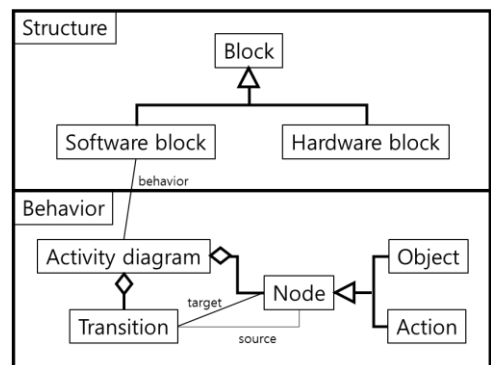 Structure
Block
Software block
Hardware block
behavior
Behavior
Activity diagram
Object
target
Node
Transition
source
Action